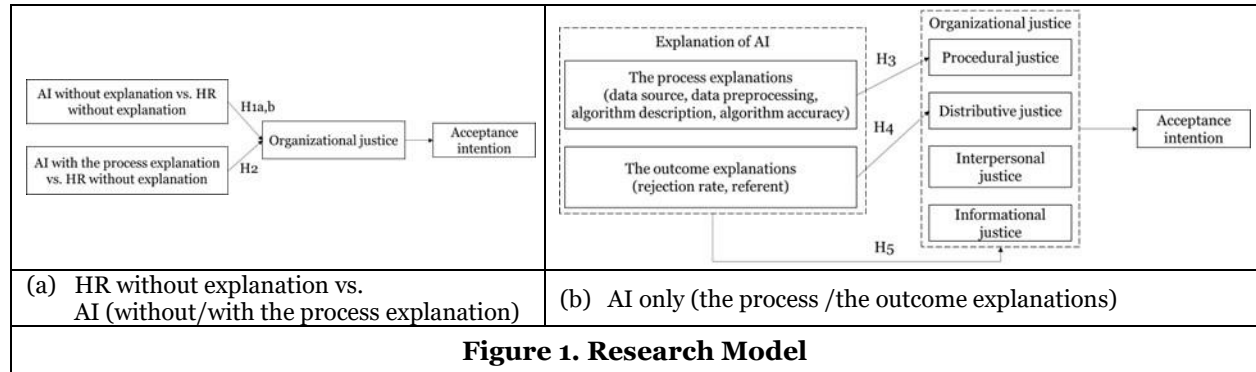 AI without explanation vs. HR
without explanation
H1a,b
Organizational justice
Acceptance
intention
AI with the process explanation
vs. HR without explanation
H2
Explanation of AI
The process explanations
(data source, data preprocessing,
algorithm description, algorithm accuracy)
The outcome explanations
(rejection rate, referent)
H3
H4
H5
Organizational justice
Procedural justice
Distributive justice
Interpersonal
justice
Informational
justice
Acceptance
intention
(a) HR without explanation vs.
AI (without/with the process explanation)
(b) AI only (the process /the outcome explanations)
Figure 1. Research Model